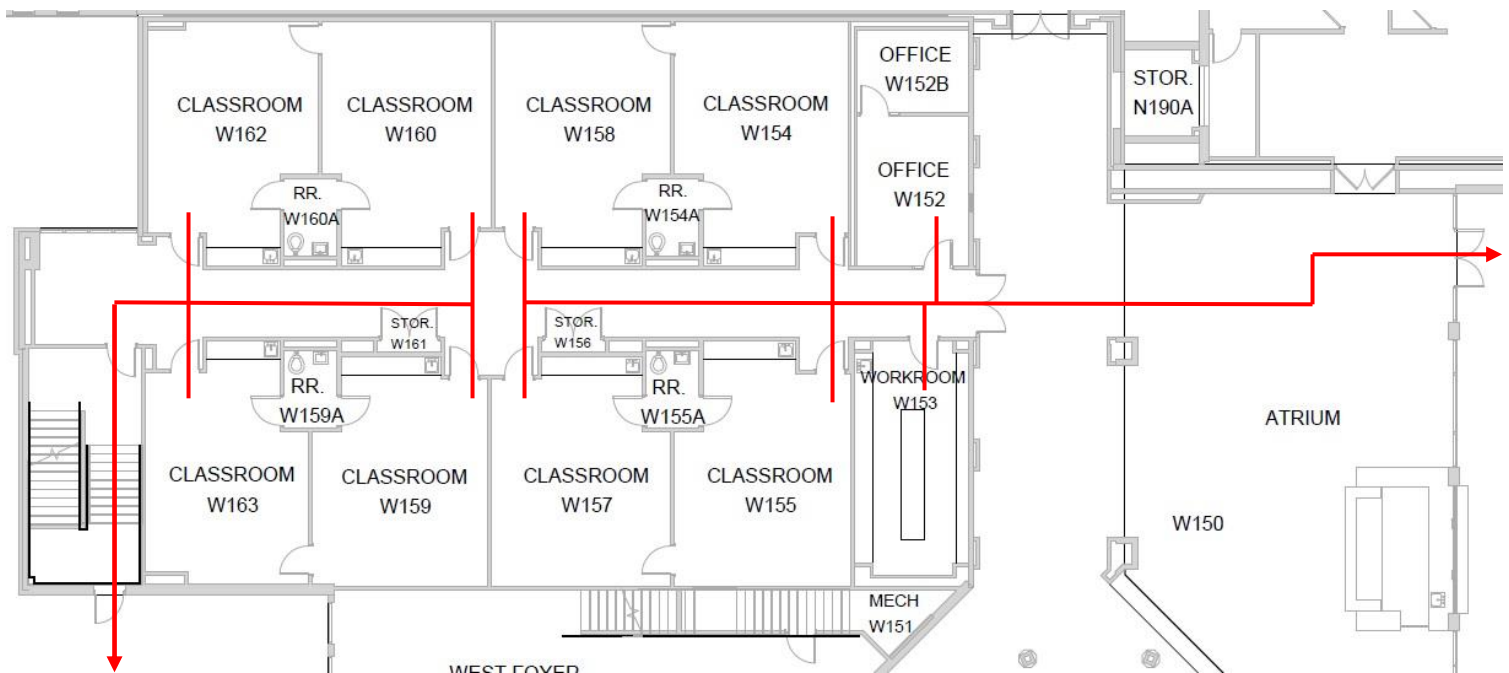 CLASSROOM
W162
CLASSROOM
W160
CLASSROOM
W158
CLASSROOM
W154
OFFICE
W152B
STOR.
N190A
OFFICE
W152
RR.
W160A
RR.
W154A
STOR.
W161
STOR.
W156
RR.
W159A
RR.
W155A
WORKROOM
W153
CLASSROOM
W163
CLASSROOM
W159
CLASSROOM
W157
CLASSROOM
W155
ATRIUM
W150
MECH
W151
WEST FOYER